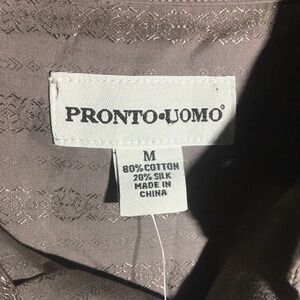 PRONTO•UOMO®
M
80% COTTON
20% SILK
MADE IN
CHINA